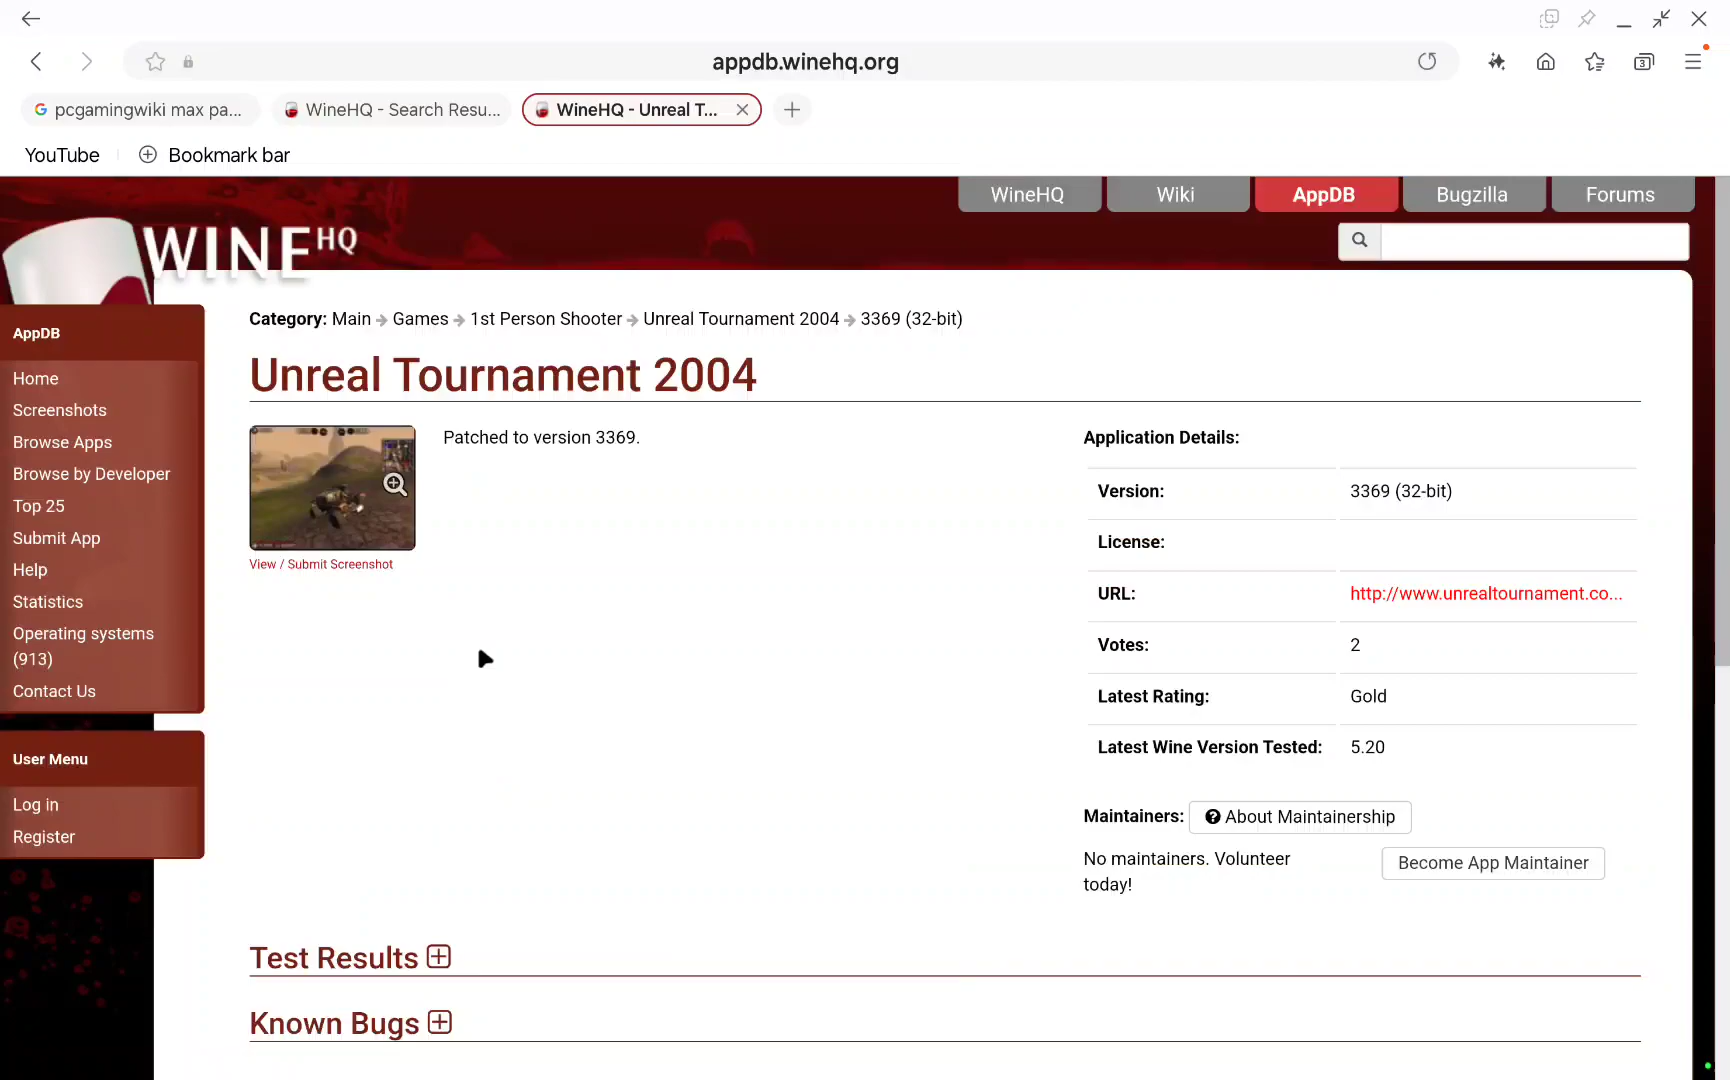 appdb.winehq.org
3
pcgamingwiki max pa...
WineHQ - Search Resu...
WineHQ - Unreal T...
YouTube
Bookmark bar
WineHQ
Wiki
AppDB
Bugzilla
Forums
WINEHQ
AppDB
Home
Screenshots
Browse Apps
Browse by Developer
Top 25
Submit App
Help
Statistics
Operating systems
(913)
Contact Us
User Menu
Log in
Register
Category: Main → Games → 1st Person Shooter → Unreal Tournament 2004 → 3369 (32-bit)
Unreal Tournament 2004
View / Submit Screenshot
Patched to version 3369.
Application Details:
Version: 3369 (32-bit)
License:
URL: http://www.unrealtournament.co...
Votes: 2
Latest Rating: Gold
Latest Wine Version Tested: 5.20
Maintainers: About Maintainership
No maintainers. Volunteer
today!
Become App Maintainer
Test Results
Known Bugs